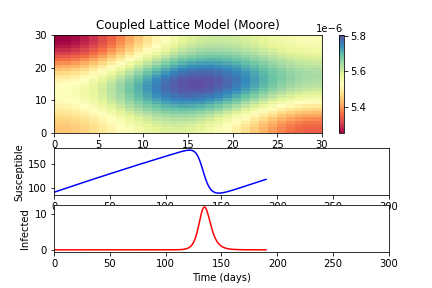 Coupled Lattice Model (Moore)
1e−6
30
20
10
0
0 5 10 15 20 25 30
5.8
5.6
5.4
Susceptible
150
100
0 50 100 150 200 250 300
Infected
10
0
0 50 100 150 200 250 300
Time (days)